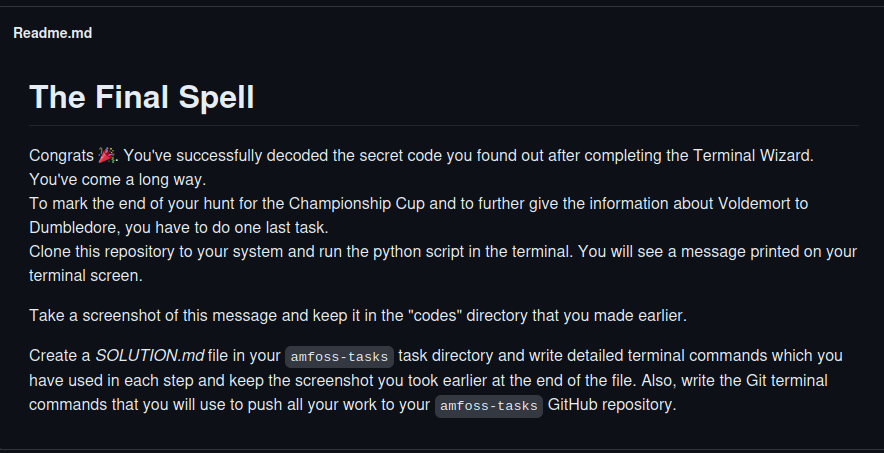 Readme.md
The Final Spell
Congrats 🎉. You've successfully decoded the secret code you found out after completing the Terminal Wizard.
You've come a long way.
To mark the end of your hunt for the Championship Cup and to further give the information about Voldemort to
Dumbledore, you have to do one last task.
Clone this repository to your system and run the python script in the terminal. You will see a message printed on your
terminal screen.
Take a screenshot of this message and keep it in the "codes" directory that you made earlier.
Create a SOLUTION.md file in your amfoss-tasks task directory and write detailed terminal commands which you
have used in each step and keep the screenshot you took earlier at the end of the file. Also, write the Git terminal
commands that you will use to push all your work to your amfoss-tasks GitHub repository.